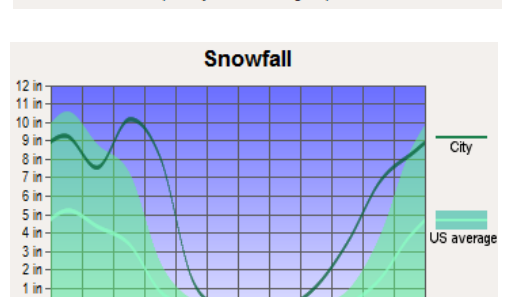 Snowfall
12 in
11 in
10 in
9 in
8 in
7 in
6 in
5 in
4 in
3 in
2 in
1 in
City
US average